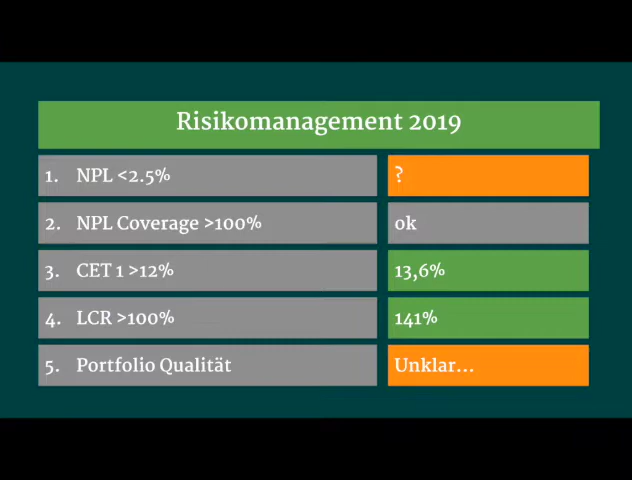 Risikomanagement 2019
1. NPL <2.5% ?
2. NPL Coverage >100% ok
3. CET 1 >12% 13,6%
4. LCR >100% 141%
5. Portfolio Qualität Unklar...